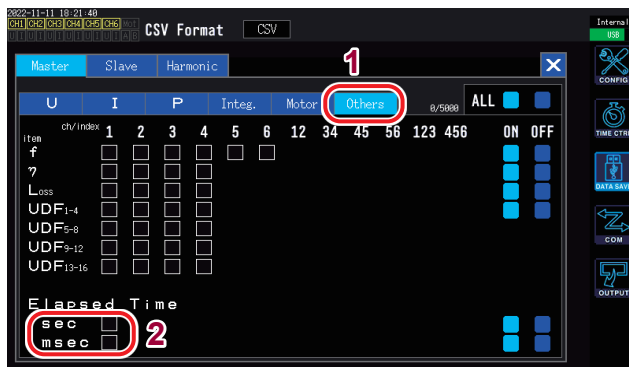 2022-11-11 18:21:40
CH1 CH2 CH3 CH4 CH5 CH6 Mot
U I U I U I U I U I U I A B
CSV Format CSV
Internal
USB
Master Slave Harmonic
1
X
CONFIG
U I P Integ. Motor Others 0/5000 ALL
ch/index
item
1 2 3 4 5 6 12 34 45 56 123 456 ON OFF
TIME CTRL
f
η
Loss
DATA SAVE
UDF1-4
UDF5-8
UDF9-12
COM
UDF13-16
OUTPUT
Elapsed Time
sec
2
msec